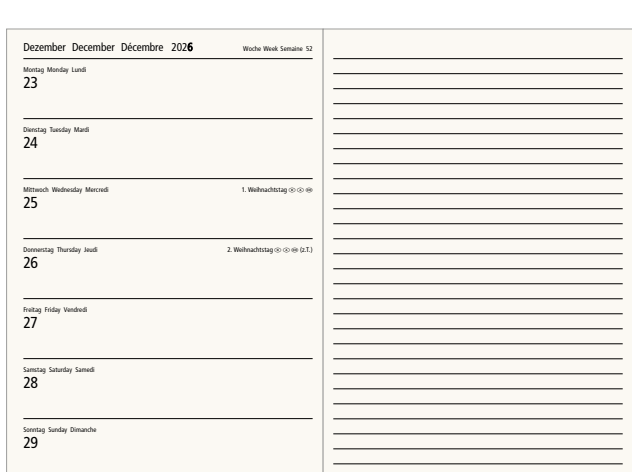 Dezember December Décembre 2026
Woche Week Semaine 52
Montag Monday Lundi
23
Dienstag Tuesday Mardi
24
Mittwoch Wednesday Mercredi
1. Weihnachtstag
25
Donnerstag Thursday Jeudi
2. Weihnachtstag (z.T.)
26
Freitag Friday Vendredi
27
Samstag Saturday Samedi
28
Sonntag Sunday Dimanche
29